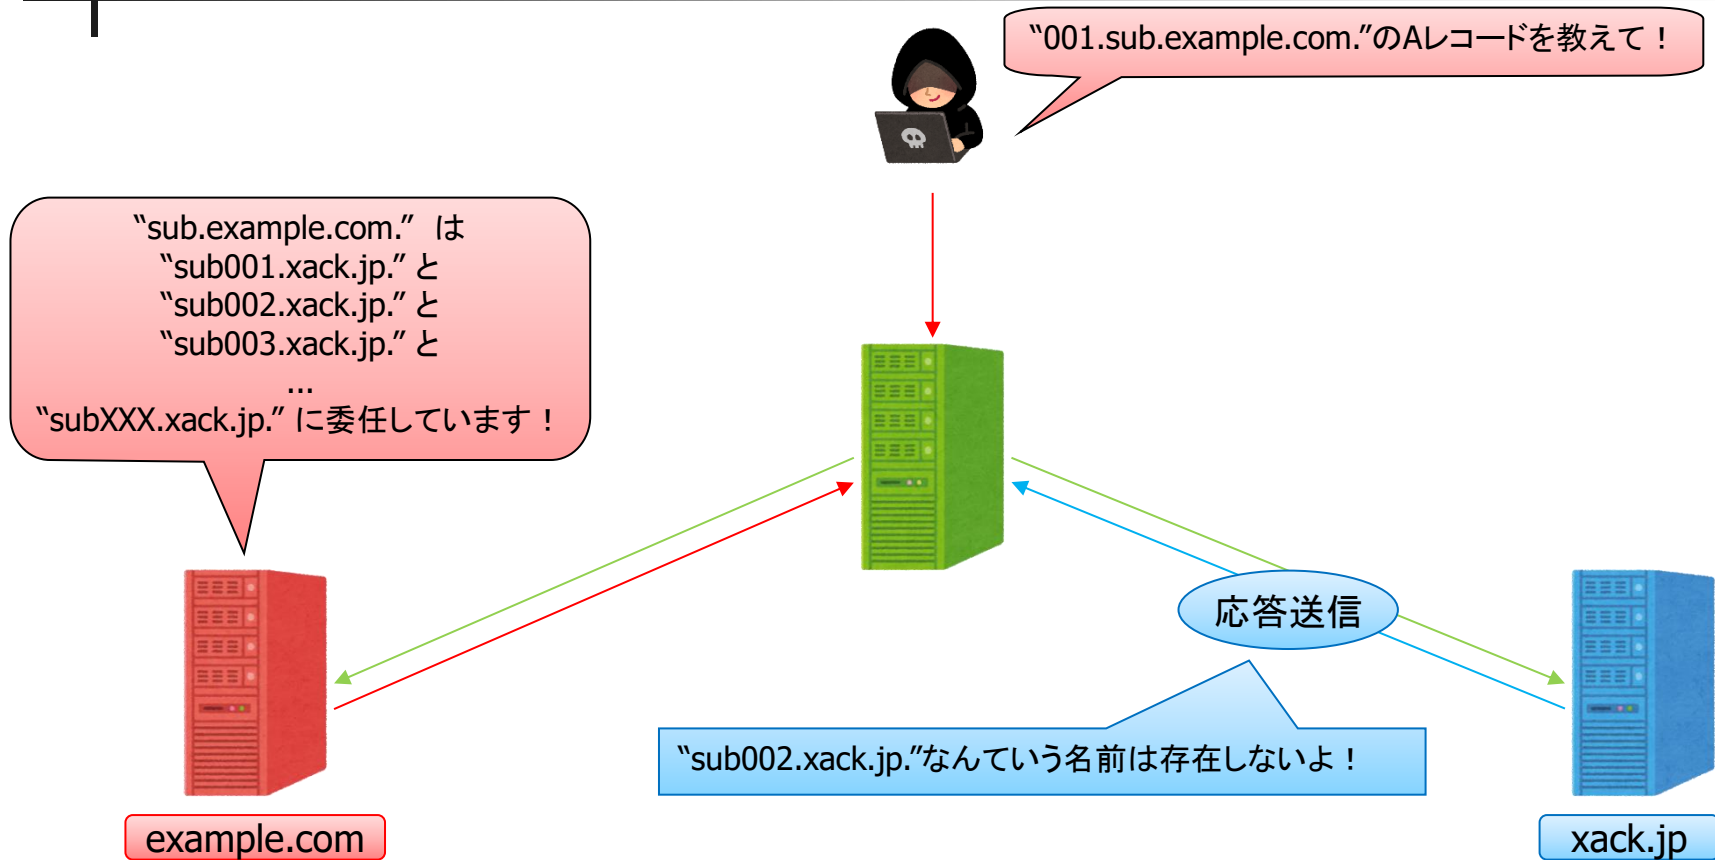 “001.sub.example.com.”のAレコードを教えて！
“sub.example.com.” は
“sub001.xack.jp.” と
“sub002.xack.jp.” と
“sub003.xack.jp.” と
...
“subXXX.xack.jp.” に委任しています！
応答送信
“sub002.xack.jp.”なんていう名前は存在しないよ！
example.com
xack.jp